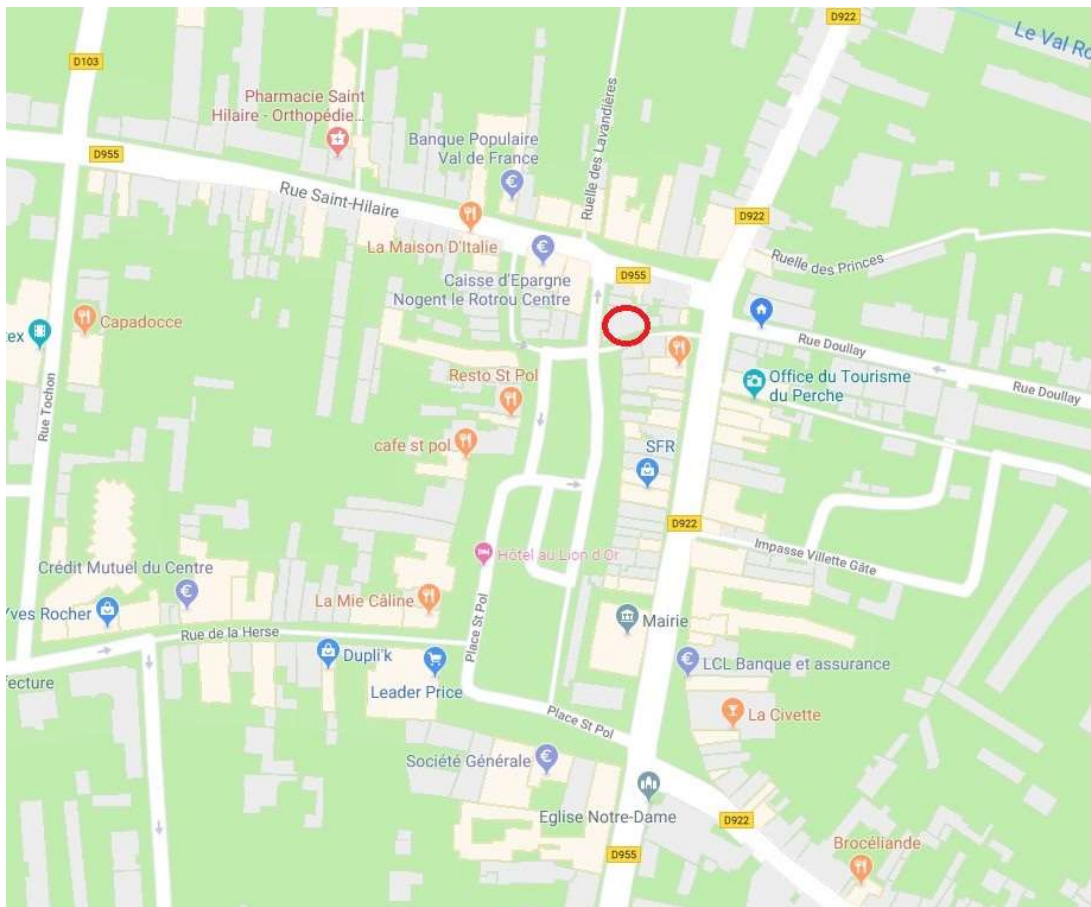 D922
Le Val Ro
D103
Pharmacie Saint
Hilaire - Orthopédie...
Banque Populaire
Val de France
Ruelle des Lavandiéres
D955
Rue Saint-Hilaire
D922
La Maison D'Italie
Ruelle des Princes
Caisse d'Epargne
Nogent le Rotrou Centre
D955
Capadocce
tex
Rue Doullay
Resto St Pol
Office du Tourisme
du Perche
Rue Doullay
Rue Tochon
cafe st pol
SFR
D922
Hôtel au Lion d'Or
Impasse Villette Gâte
Crédit Mutuel du Centre
La Mie Câline
Yves Rocher
Mairie
Place St Pol
Rue de la Herse
Dupli'k
LCL Banque et assurance
fecture
Leader Price
La Civette
Place St Pol
Société Générale
Eglise Notre-Dame
D922
Brocéliande
D955